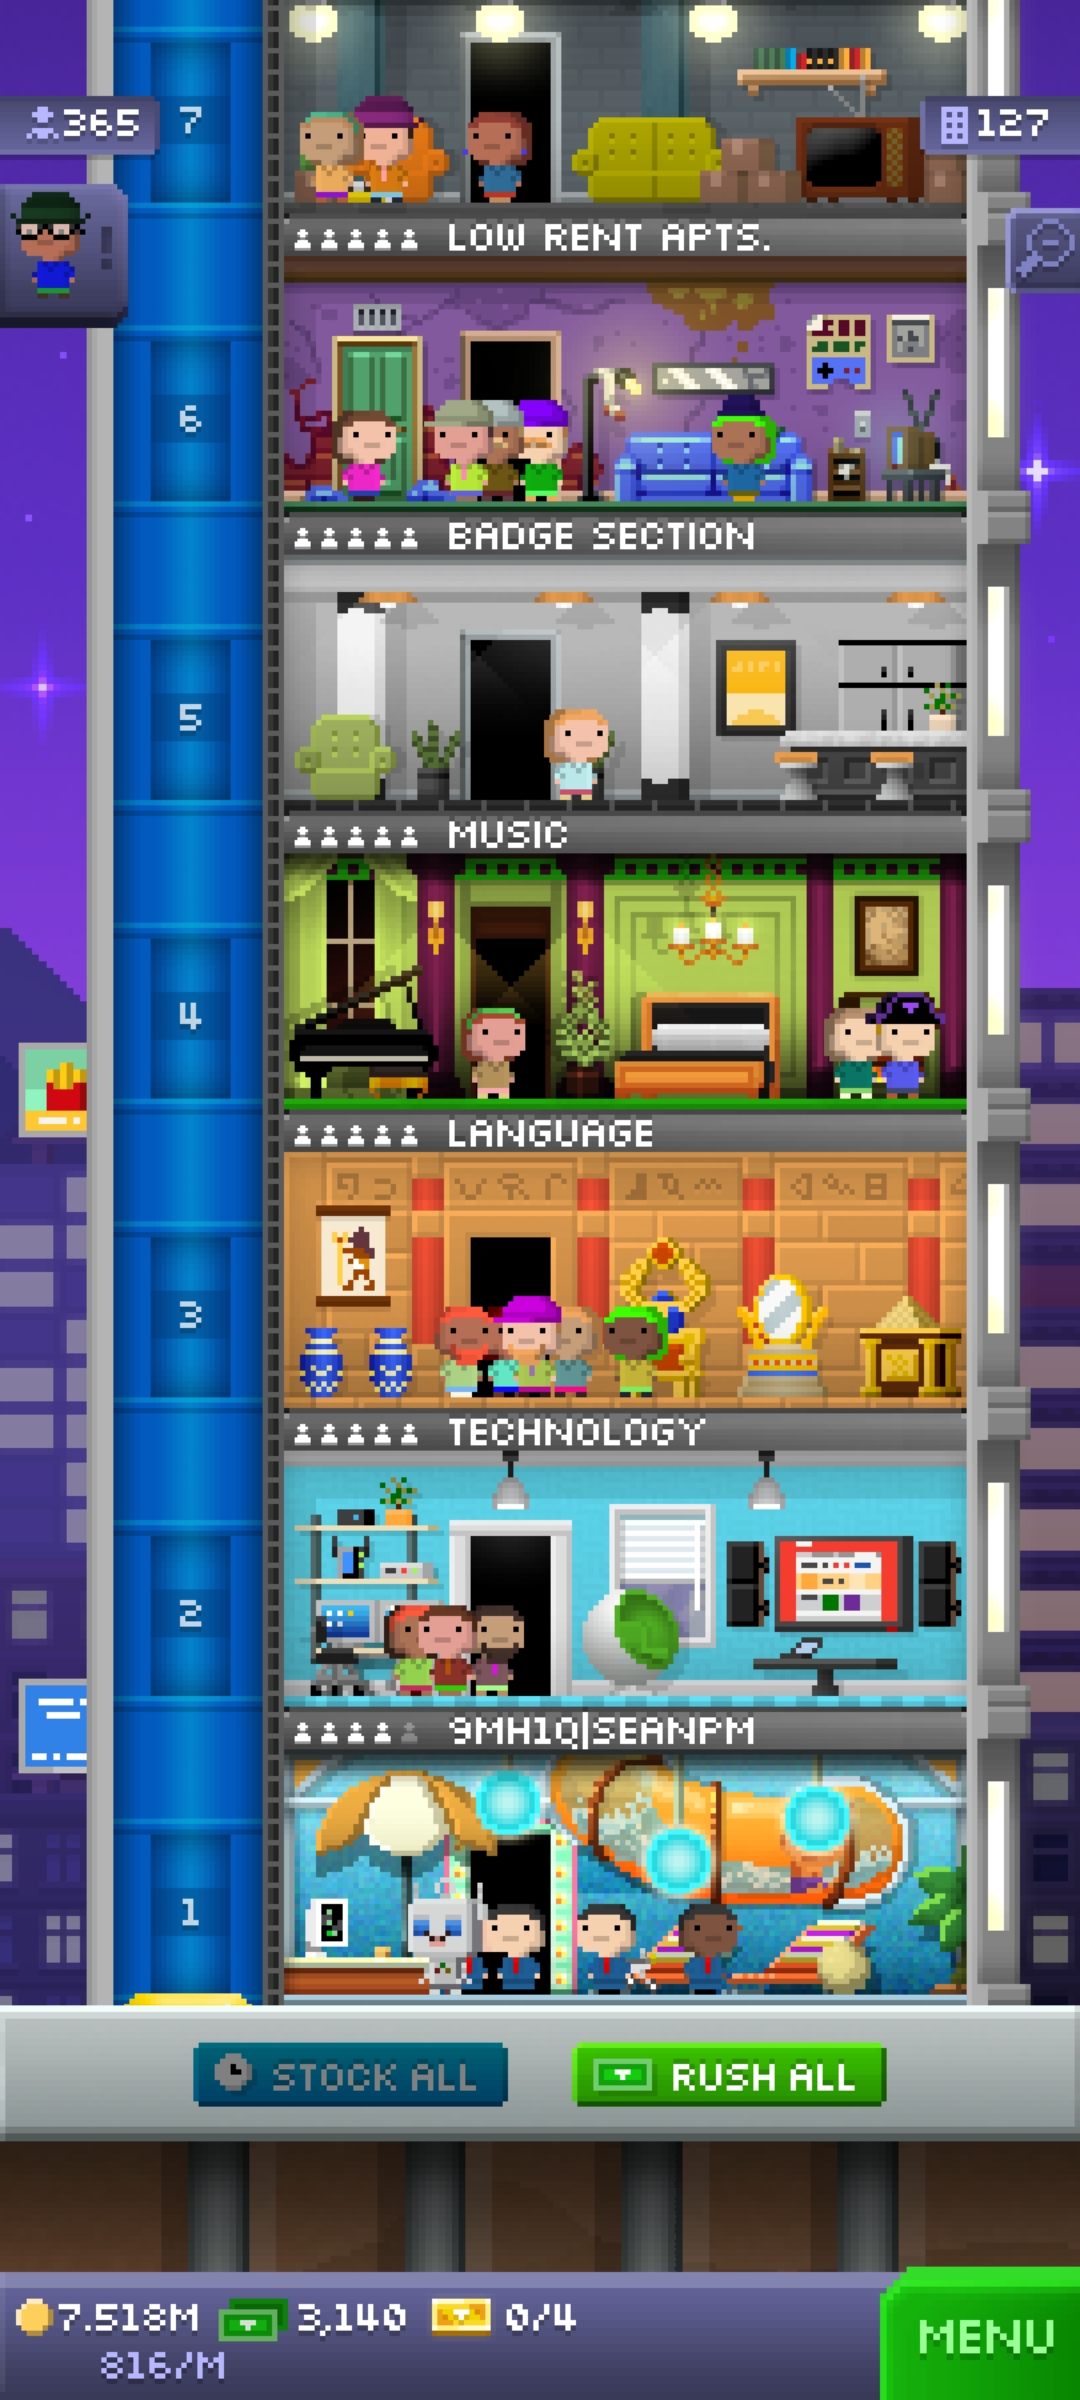 7
365
127
LOW RENT APTS.
6
BADGE SECTION
5
MUSIC
4
LANGUAGE
3
TECHNOLOGY
2
9MH1Q|SEANPM
1
STOCK ALL
RUSH ALL
7.518M
3,140
0/4
816/M
MENU